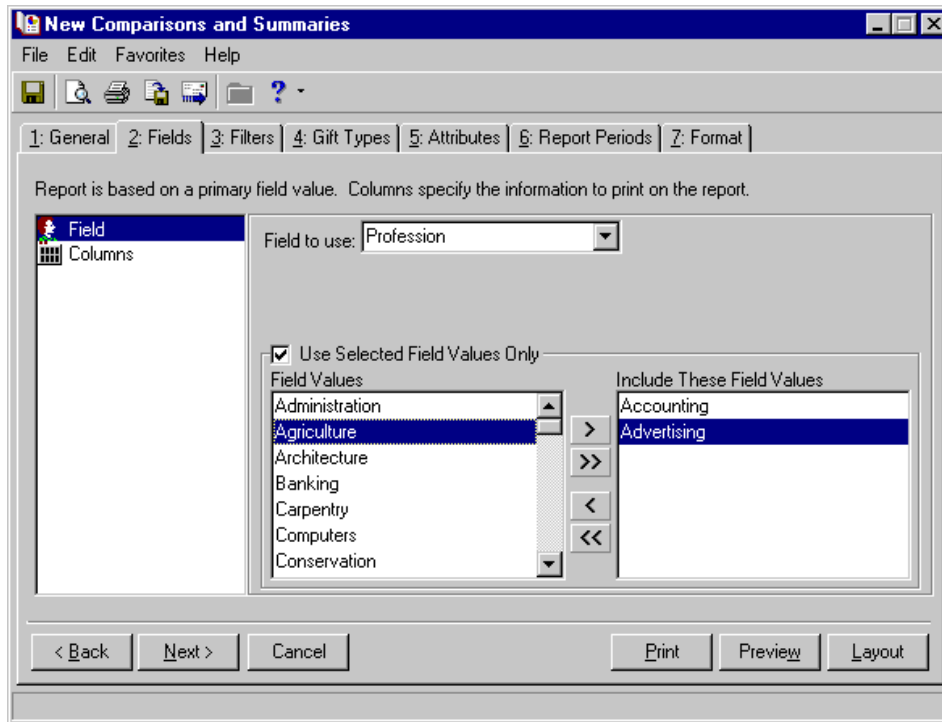 New Comparisons and Summaries
File Edit Favorites Help
1: General 2: Fields 3: Filters 4: Gift Types 5: Attributes 6: Report Periods 7: Format
Report is based on a primary field value. Columns specify the information to print on the report.
Field
Columns
Field to use: Profession
Use Selected Field Values Only
Field Values
Administration
Agriculture
Architecture
Banking
Carpentry
Computers
Conservation
>
>>
<
<<
Include These Field Values
Accounting
Advertising
< Back Next > Cancel Print Preview Layout